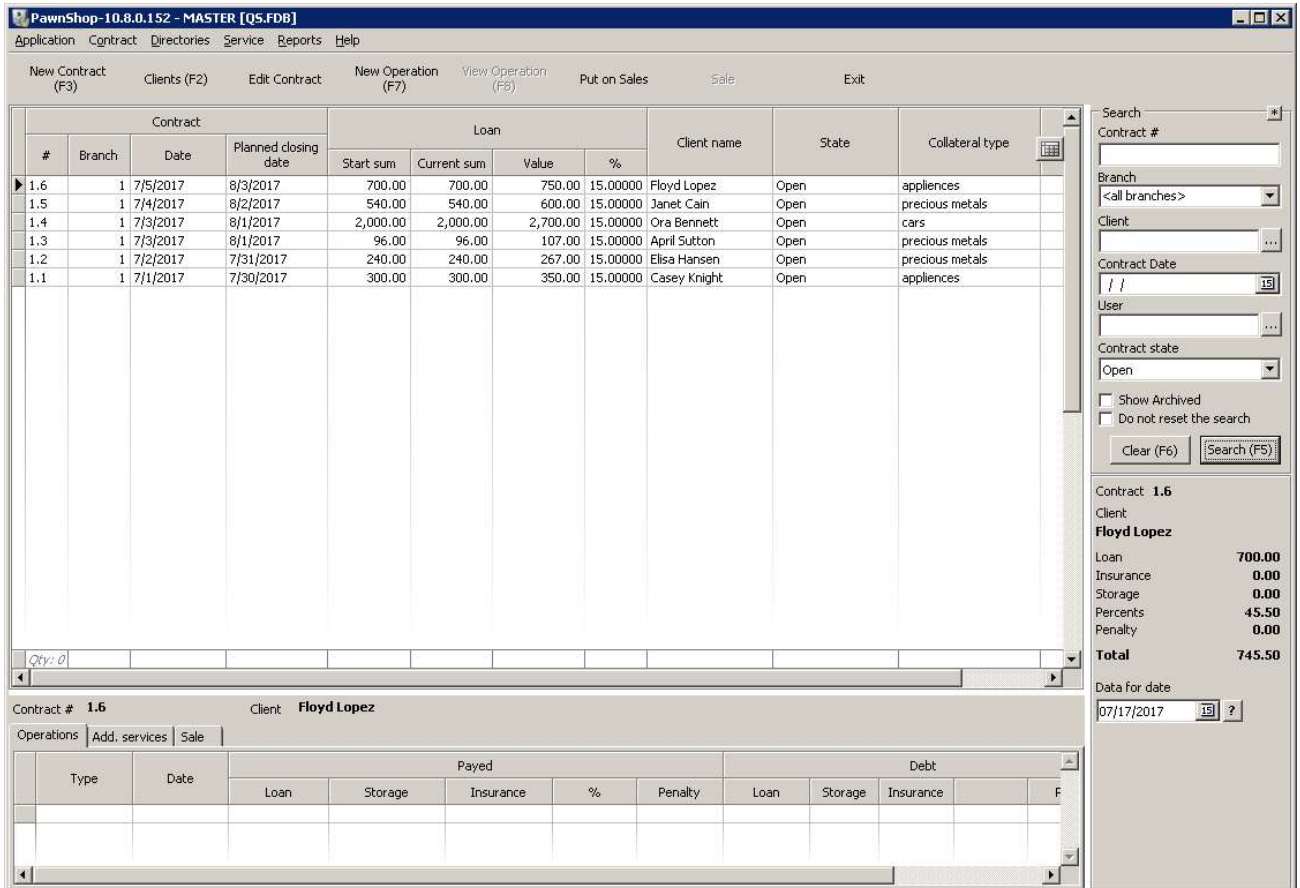 PawnShop-10.8.0.152 - MASTER [QS.FDB]
Application Contract Directories Service Reports Help
New Contract (F3) Clients (F2) Edit Contract New Operation (F7) View Operation (F8) Put on Sales Sale Exit
Contract Loan Client name State Collateral type
# Branch Date Planned closing date Start sum Current sum Value %
1.6 1 7/5/2017 8/3/2017 700.00 700.00 750.00 15.00000 Floyd Lopez Open appliences
1.5 1 7/4/2017 8/2/2017 540.00 540.00 600.00 15.00000 Janet Cain Open precious metals
1.4 1 7/3/2017 8/1/2017 2,000.00 2,000.00 2,700.00 15.00000 Ora Bennett Open cars
1.3 1 7/3/2017 8/1/2017 96.00 96.00 107.00 15.00000 April Sutton Open precious metals
1.2 1 7/2/2017 7/31/2017 240.00 240.00 267.00 15.00000 Elisa Hansen Open precious metals
1.1 1 7/1/2017 7/30/2017 300.00 300.00 350.00 15.00000 Casey Knight Open appliences
Qty: 0
Search *
Contract #
Branch
<all branches>
Client
...
Contract Date
/ / 15
User
...
Contract state
Open
Show Archived
Do not reset the search
Clear (F6) Search (F5)
Contract 1.6
Client
Floyd Lopez
Loan 700.00
Insurance 0.00
Storage 0.00
Percents 45.50
Penalty 0.00
Total 745.50
Data for date
07/17/2017 15 ?
Contract # 1.6 Client Floyd Lopez
Operations Add. services Sale
Type Date Payed Debt
Loan Storage Insurance % Penalty Loan Storage Insurance